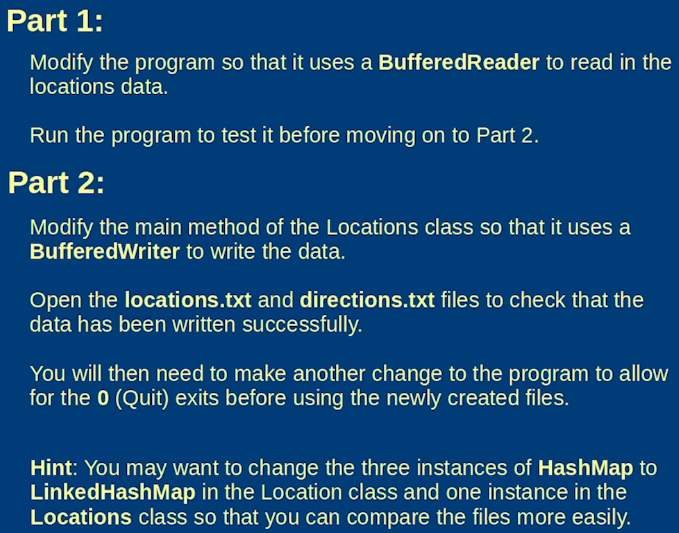 Part 1:
Modify the program so that it uses a BufferedReader to read in the
locations data.
Run the program to test it before moving on to Part 2.
Part 2:
Modify the main method of the Locations class so that it uses a
BufferedWriter to write the data.
Open the locations.txt and directions.txt files to check that the
data has been written successfully.
You will then need to make another change to the program to allow
for the 0 (Quit) exits before using the newly created files.
Hint: You may want to change the three instances of HashMap to
LinkedHashMap in the Location class and one instance in the
Locations class so that you can compare the files more easily.